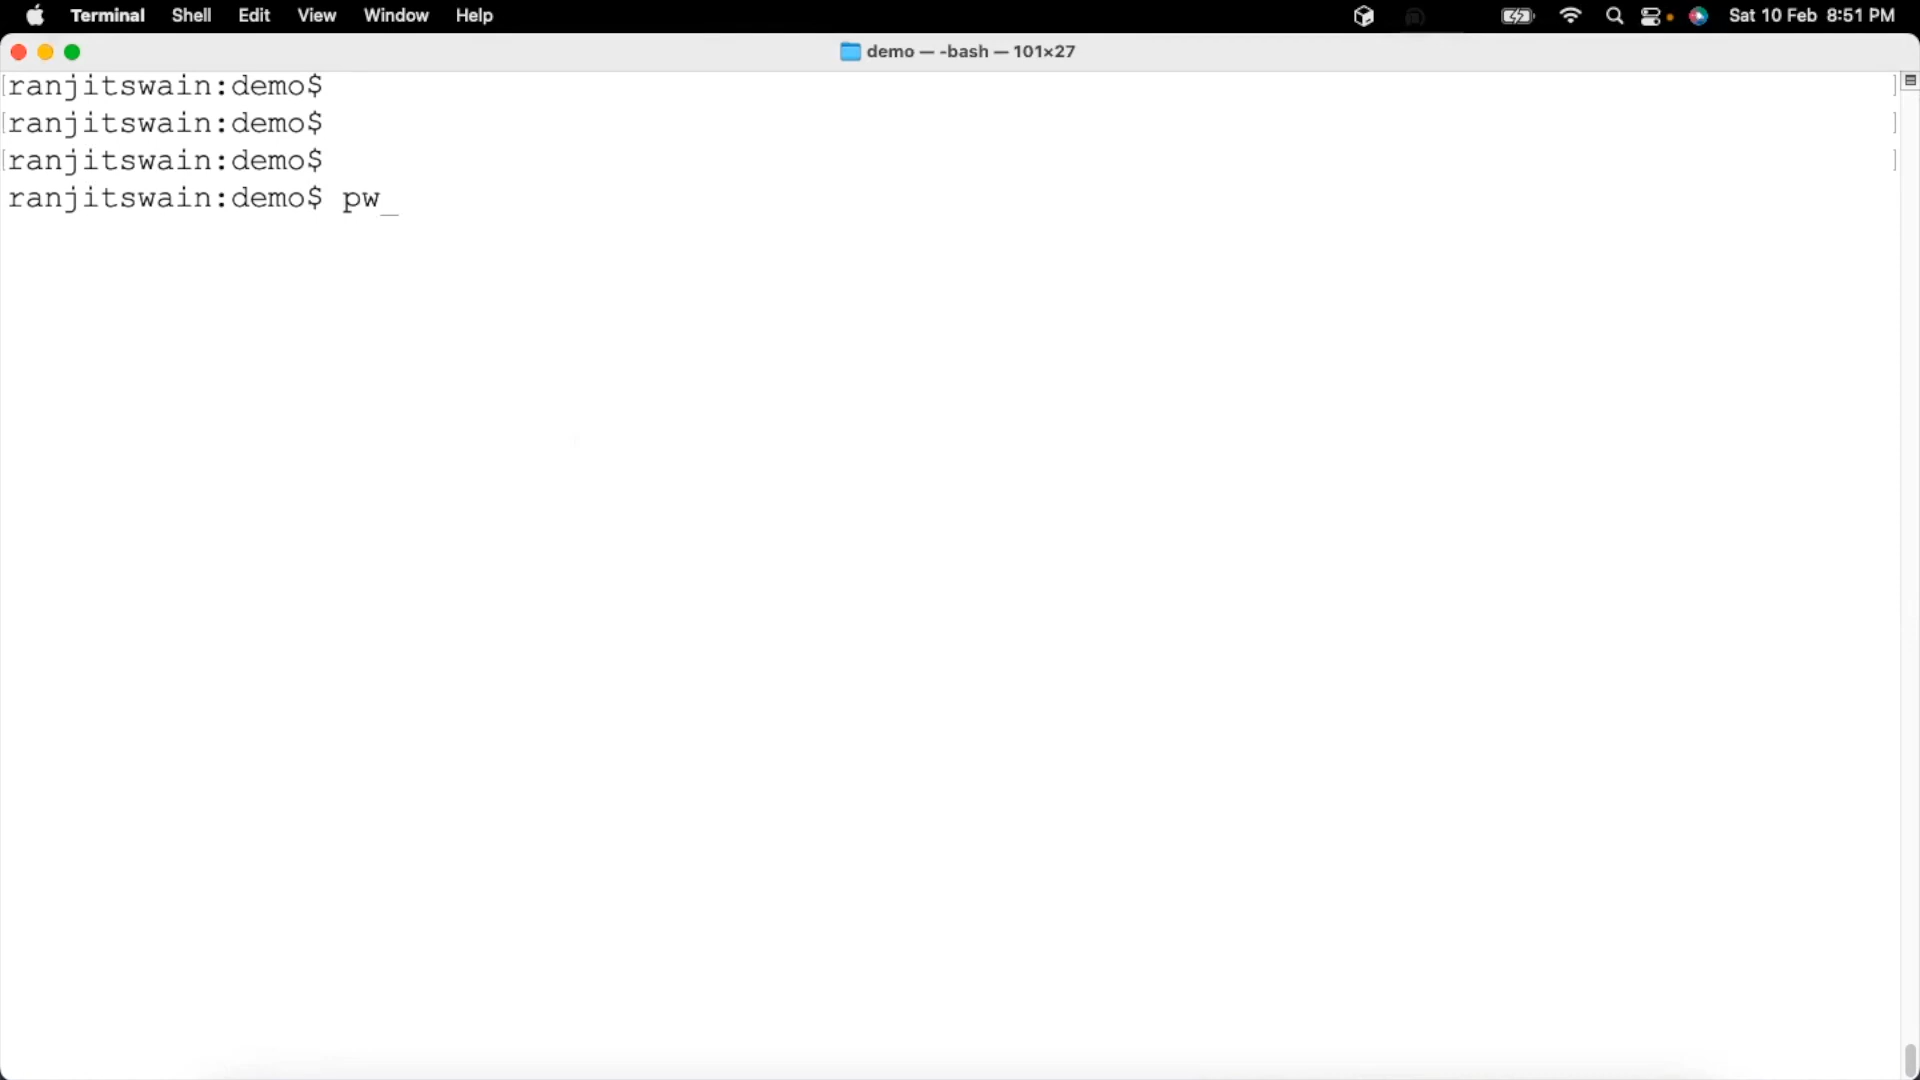 Terminal Shell Edit View Window Help Sat 10 Feb 8:51 PM
demo — -bash — 101×27
[ranjitswain:demo$ ]
[ranjitswain:demo$ ]
[ranjitswain:demo$ ]
ranjitswain:demo$ pw_